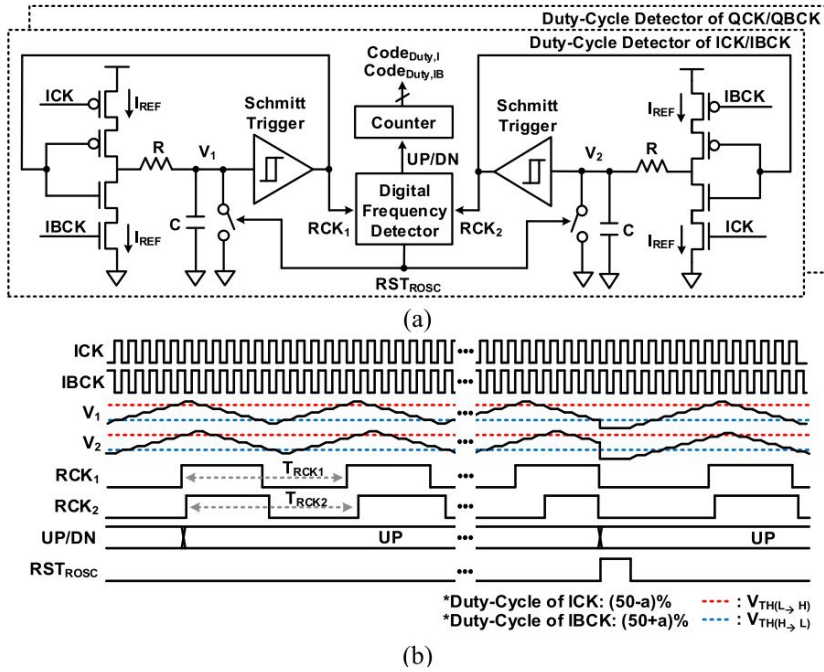 Duty-Cycle Detector of QCK/QBCK
Duty-Cycle Detector of ICK/IBCK
CodeDuty,I
CodeDuty,IB
ICK
IREF
Schmitt
Trigger
Counter
Schmitt
Trigger
IREF
IBCK
R
V1
UP/DN
V2
R
Digital
Frequency
Detector
RCK1
RCK2
IBCK
IREF
C
C
IREF
ICK
RSTROSC
(a)
ICK
IBCK
V1
V2
RCK1
TRCK1
RCK2
TRCK2
UP/DN
UP
UP
RSTROSC
*Duty-Cycle of ICK: (50-a)%
: VTH(L→ H)
*Duty-Cycle of IBCK: (50+a)%
: VTH(H→ L)
(b)